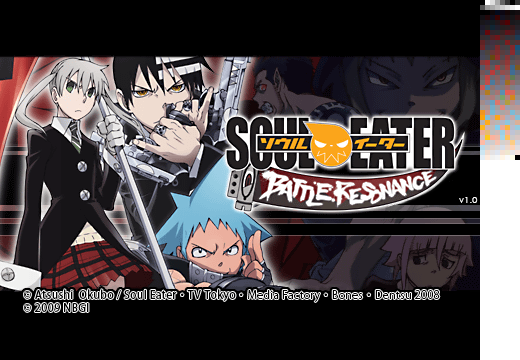 SOUL EATER
ソウル イーター
BATTLE RESONANCE
v1.0
© Atsushi Okubo / Soul Eater・TV Tokyo・Media Factory・Bones・Dentsu 2008
© 2009 NBGI